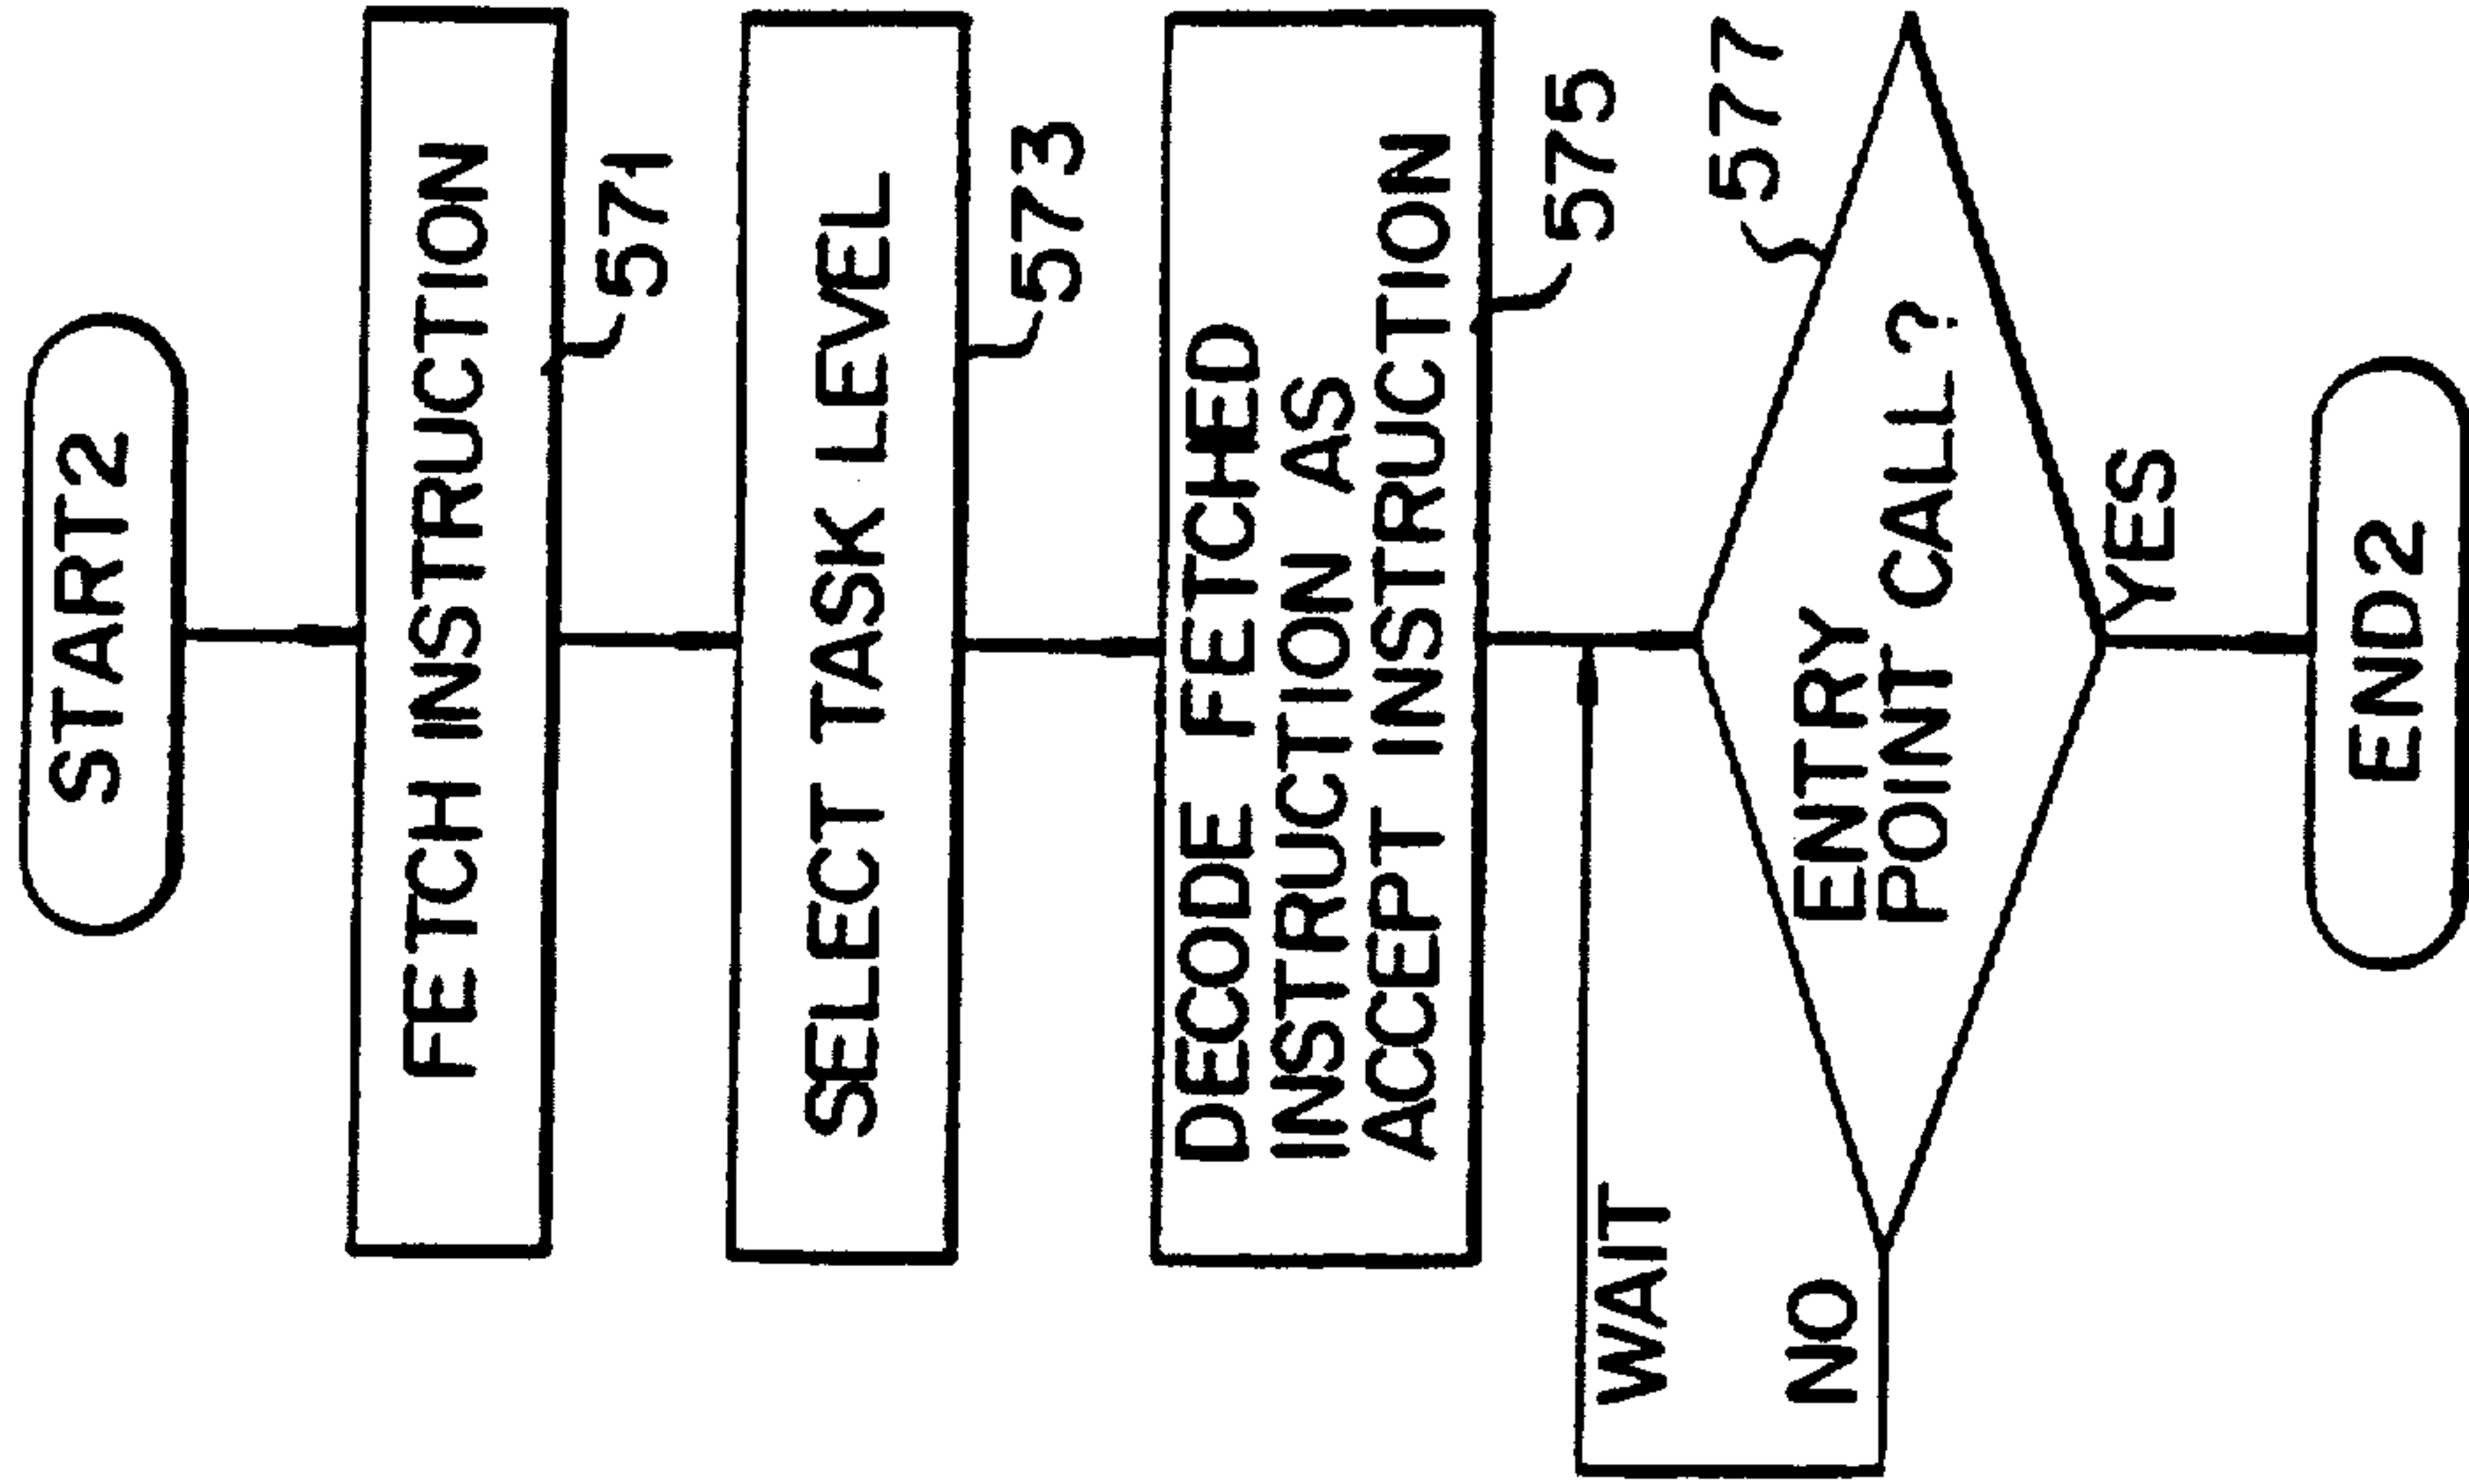 START2
FETCH INSTRUCTION
571
SELECT TASK LEVEL
573
DECODE FETCHED
INSTRUCTION AS
ACCEPT INSTRUCTION
575
WAIT
577
NO
ENTRY
POINT CALL ?
YES
END2